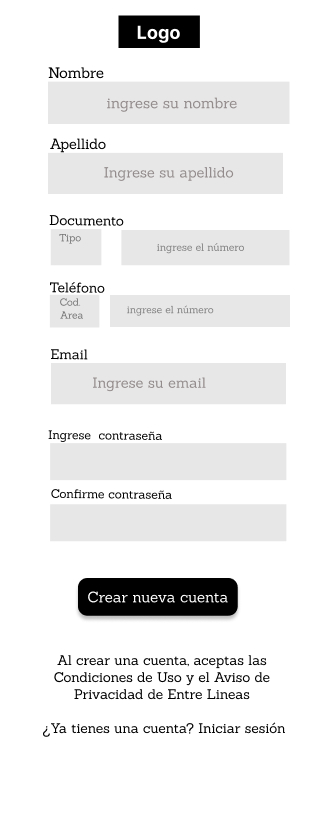 Logo
Nombre
ingrese su nombre
Apellido
Ingrese su apellido
Documento
Tipo
ingrese el número
Teléfono
Cod.
Area
ingrese el número
Email
Ingrese su email
Ingrese contraseña
Confirme contraseña
Crear nueva cuenta
Al crear una cuenta, aceptas las
Condiciones de Uso y el Aviso de
Privacidad de Entre Lineas
¿Ya tienes una cuenta? Iniciar sesión